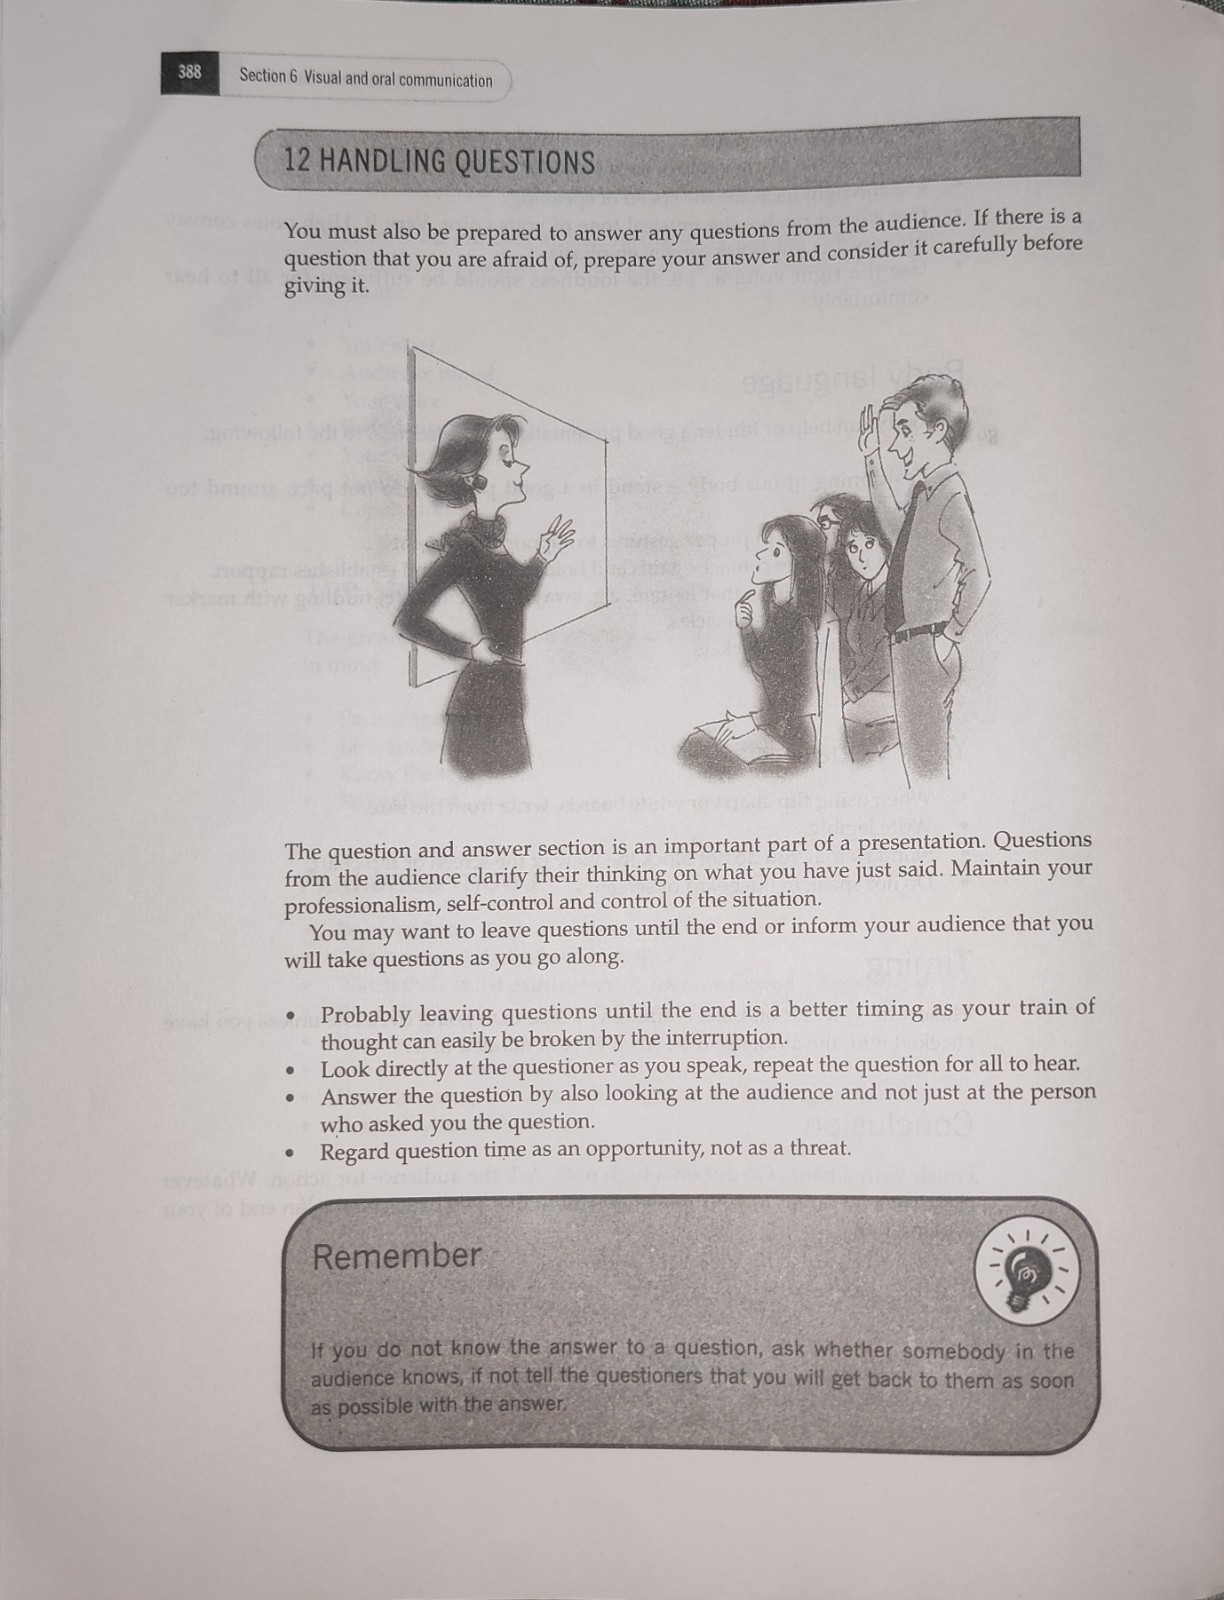 388
Section 6 Visual and oral communication
12 HANDLING QUESTIONS
You must also be prepared to answer any questions from the audience. If there is a
question that you are afraid of, prepare your answer and consider it carefully before
giving it.
The question and answer section is an important part of a presentation. Questions
from the audience clarify their thinking on what you have just said. Maintain your
professionalism, self-control and control of the situation.
You may want to leave questions until the end or inform your audience that you
will take questions as you go along.
• Probably leaving questions until the end is a better timing as your train of
thought can easily be broken by the interruption.
• Look directly at the questioner as you speak, repeat the question for all to hear.
• Answer the question by also looking at the audience and not just at the person
who asked you the question.
• Regard question time as an opportunity, not as a threat.
Remember
If you do not know the answer to a question, ask whether somebody in the
audience knows, if not tell the questioners that you will get back to them as soon
as possible with the answer.